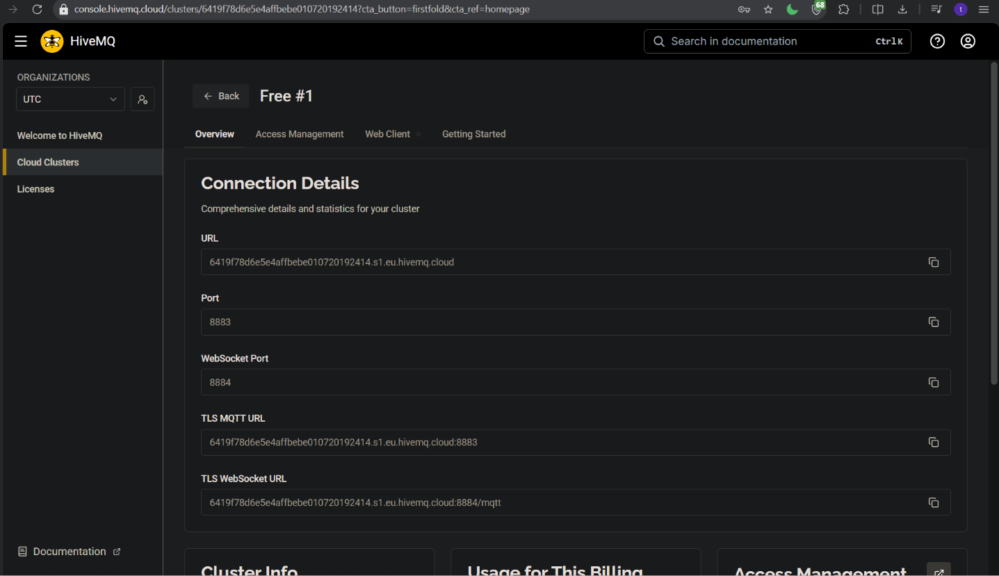 console.hivemq.cloud/clusters/6419f78d6e5e4affbebe010720192414?cta_button=firstfold&cta_ref=homepage
68
t
HiveMQ
Search in documentation
Ctrl K
ORGANIZATIONS
UTC
Back
Free #1
Welcome to HiveMQ
Cloud Clusters
Licenses
Overview
Access Management
Web Client
Getting Started
Connection Details
Comprehensive details and statistics for your cluster
URL
6419f78d6e5e4affbebe010720192414.s1.eu.hivemq.cloud
Port
8883
WebSocket Port
8884
TLS MQTT URL
6419f78d6e5e4affbebe010720192414.s1.eu.hivemq.cloud:8883
TLS WebSocket URL
6419f78d6e5e4affbebe010720192414.s1.eu.hivemq.cloud:8884/mqtt
Documentation
Cluster Info
Usage for This Billing
Access Management